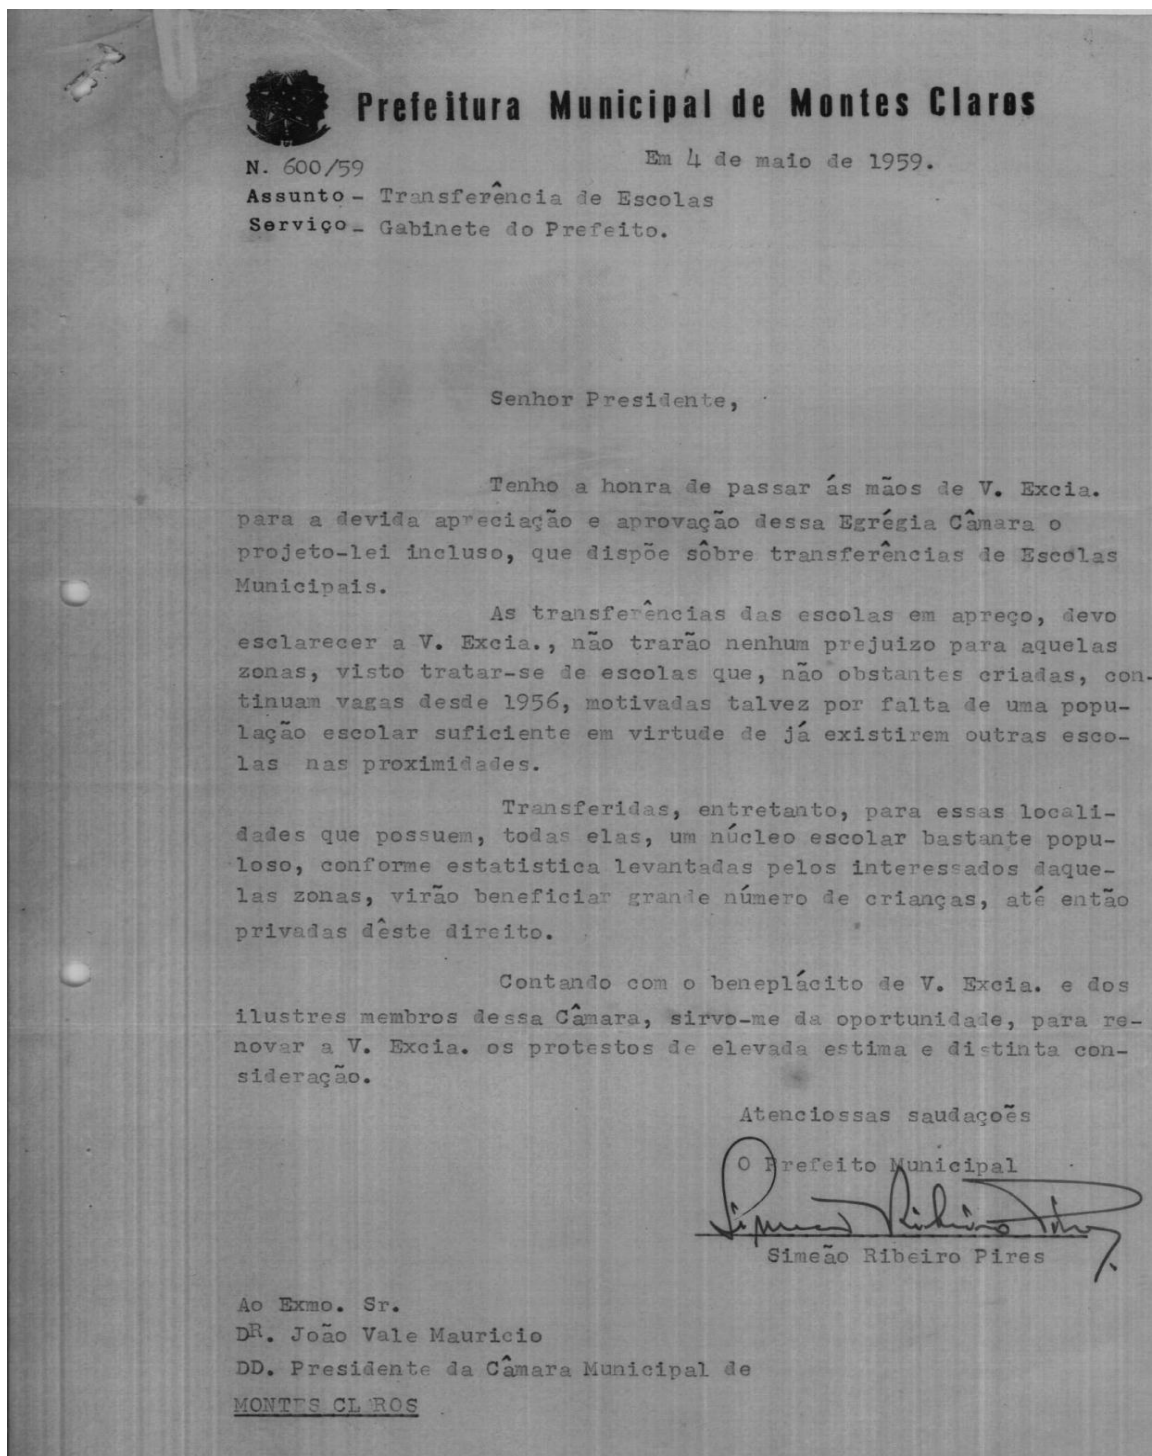 Prefeitura Municipal de Montes Claros
N. 600/59
Em 4 de maio de 1959.
Assunto - Transferência de Escolas
Serviço - Gabinete do Prefeito.
Senhor Presidente,
Tenho a honra de passar ás mãos de V. Excia.
para a devida apreciação e aprovação dessa Egrégia Câmara o
projeto-lei incluso, que dispõe sôbre transferências de Escolas
Municipais.
As transferências das escolas em apreço, devo
esclarecer a V. Excia., não trarão nenhum prejuizo para aquelas
zonas, visto tratar-se de escolas que, não obstantes criadas, con-
tinuam vagas desde 1956, motivadas talvez por falta de uma popu-
lação escolar suficiente em virtude de já existirem outras esco-
las nas proximidades.
Transferidas, entretanto, para essas locali-
dades que possuem, todas elas, um núcleo escolar bastante popu-
loso, conforme estatistica levantadas pelos interessados daque-
las zonas, virão beneficiar grande número de crianças, até então
privadas dêste direito.
Contando com o beneplácito de V. Excia. e dos
ilustres membros dessa Câmara, sirvo-me da oportunidade, para re-
novar a V. Excia. os protestos de elevada estima e distinta con-
sideração.
Atenciossas saudaçoẽs
O Prefeito Municipal
Simeão Ribeiro Pires
Simeão Ribeiro Pires
Ao Exmo. Sr.
DR. João Vale Mauricio
DD. Presidente da Câmara Municipal de
MONTES CLAROS